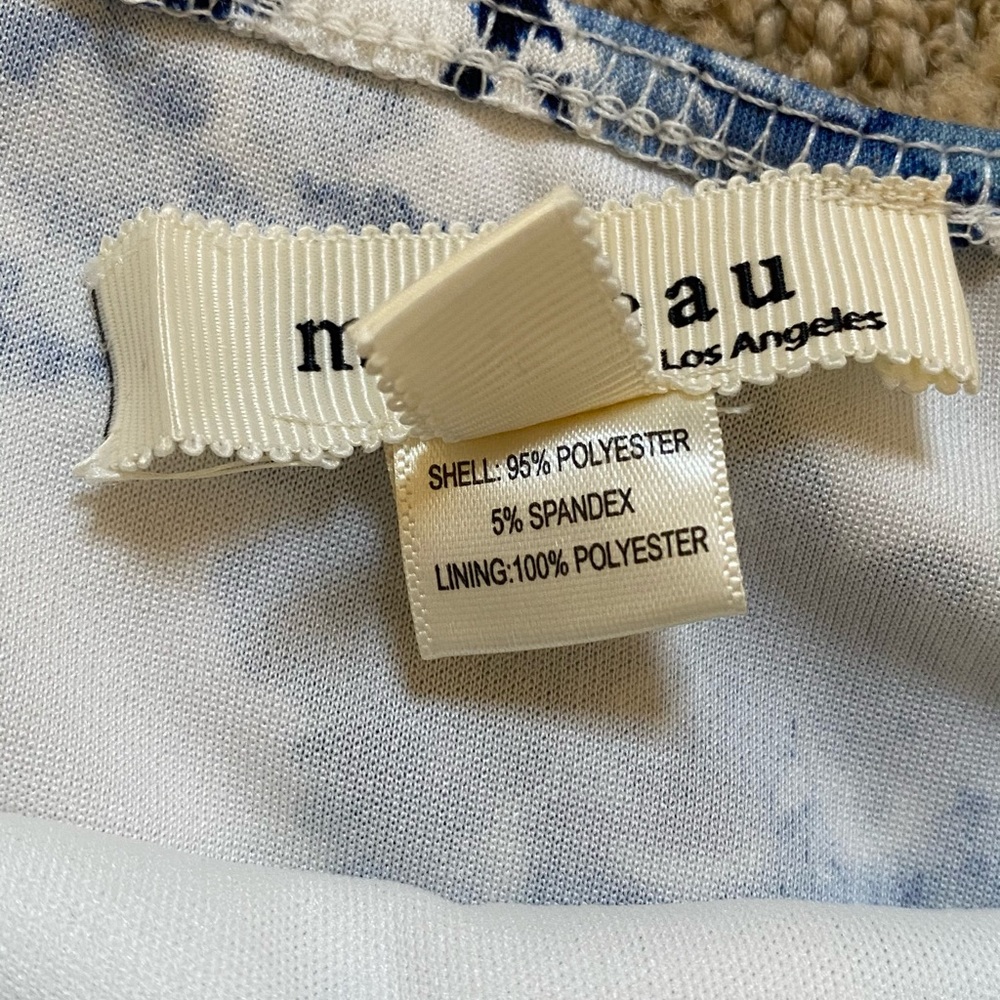 Los Angeles
SHELL: 95% POLYESTER
5% SPANDEX
LINING:100% POLYESTER